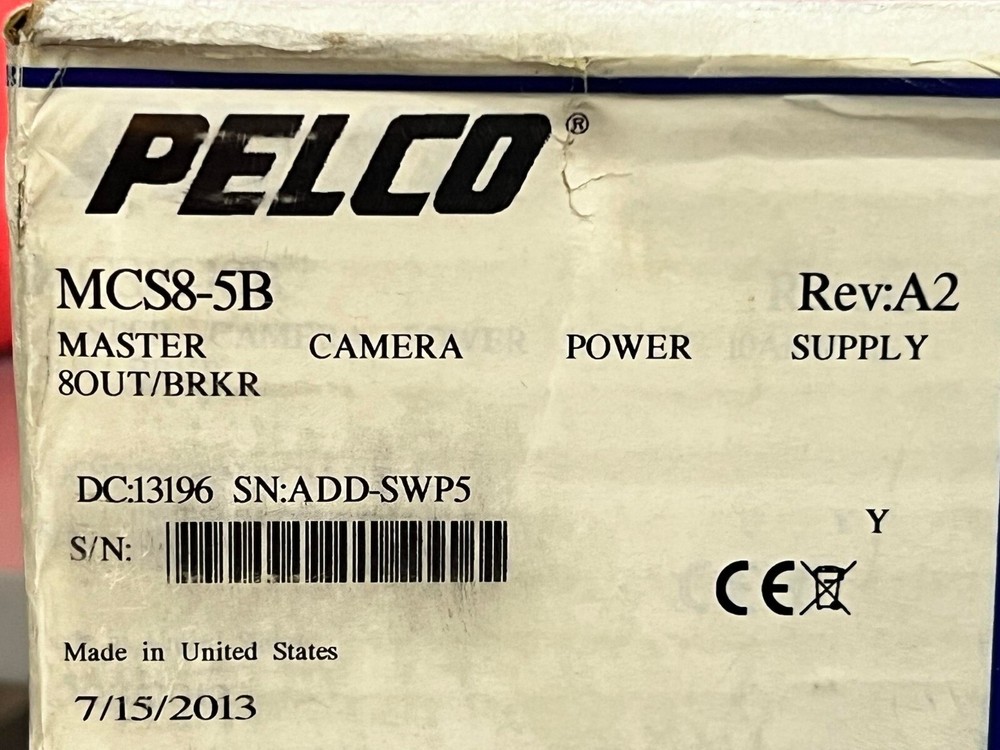 PELCO®
MCS8-5B Rev:A2
MASTER CAMERA POWER SUPPLY
8OUT/BRKR
DC:13196 SN:ADD-SWP5
Y
S/N:
CE
Made in United States
7/15/2013